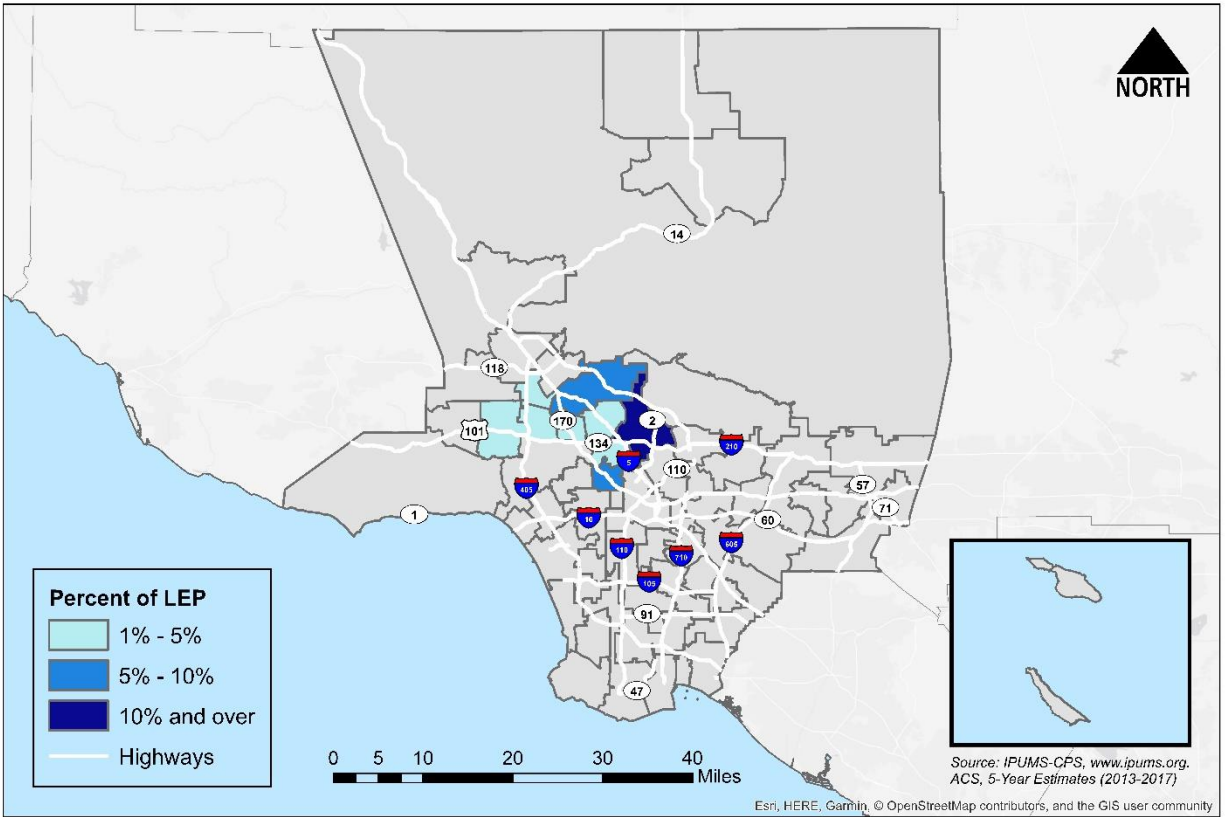 NORTH
14
118
170
2
101
134
210
5
110
57
405
71
1
10
60
110
710
605
105
91
47
Percent of LEP
1% - 5%
5% - 10%
10% and over
Highways
0 5 10 20 30 40
Miles
Source: IPUMS-CPS, www.ipums.org.
ACS, 5-Year Estimates (2013-2017)
Esri, HERE, Garmin, © OpenStreetMap contributors, and the GIS user community